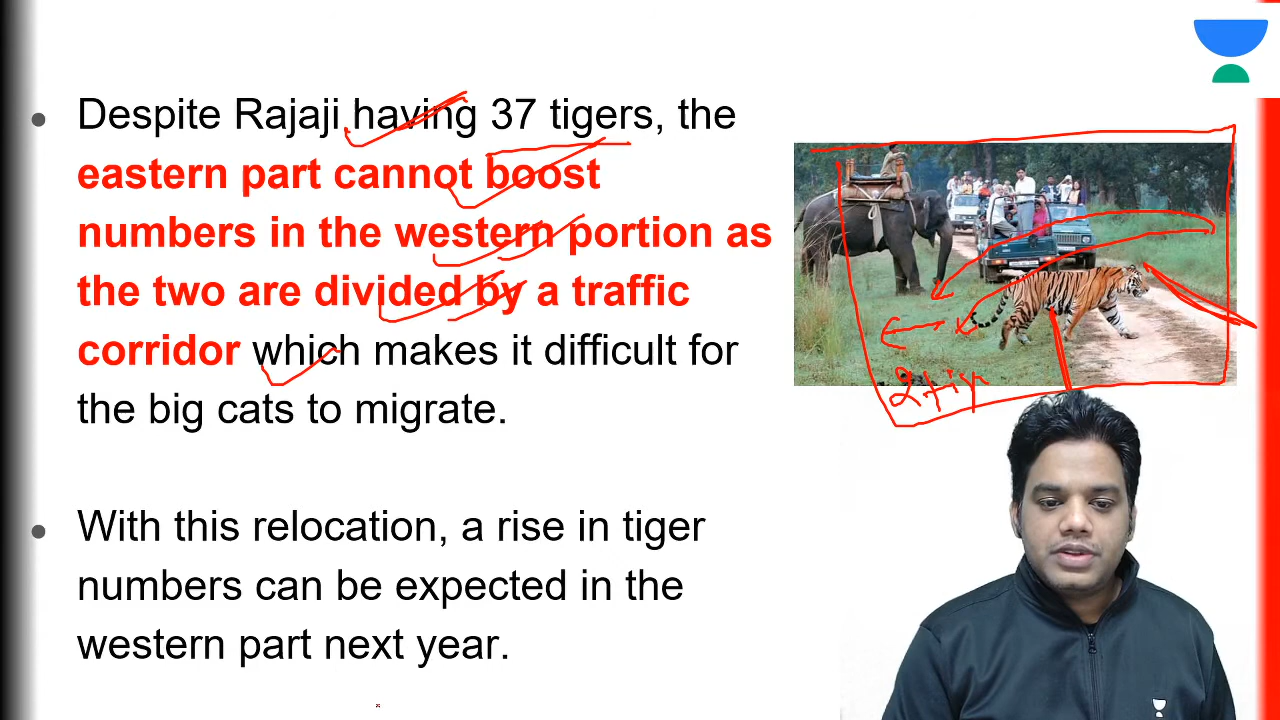 Despite Rajaji having 37 tigers, the
eastern part cannot boost
numbers in the western portion as
the two are divided by a traffic
corridor which makes it difficult for
the big cats to migrate.
With this relocation, a rise in tiger
numbers can be expected in the
western part next year.